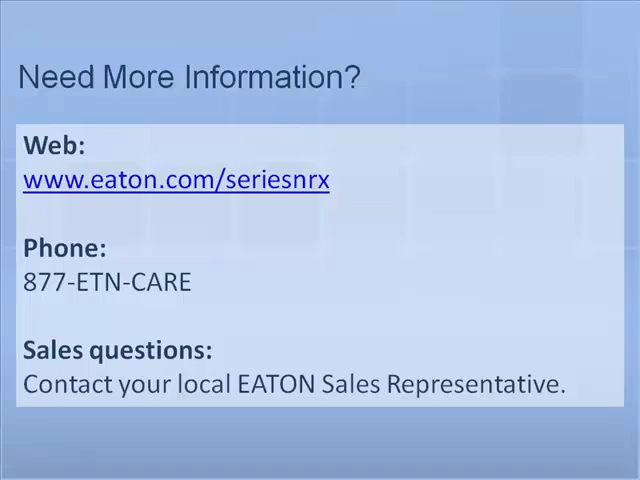 Need More Information?
Web:
www.eaton.com/seriesnrx
Phone:
877-ETN-CARE
Sales questions:
Contact your local EATON Sales Representative.